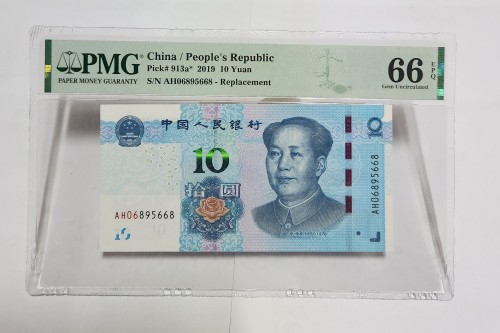 PMG
PAPER MONEY GUARANTY
China / People's Republic
Pick# 913a* 2019 10 Yuan
S/N AH06895668 - Replacement
66 EPQ
Gem Uncirculated
中国人民银行
10
拾圆
AH06895668
AH06895668
10